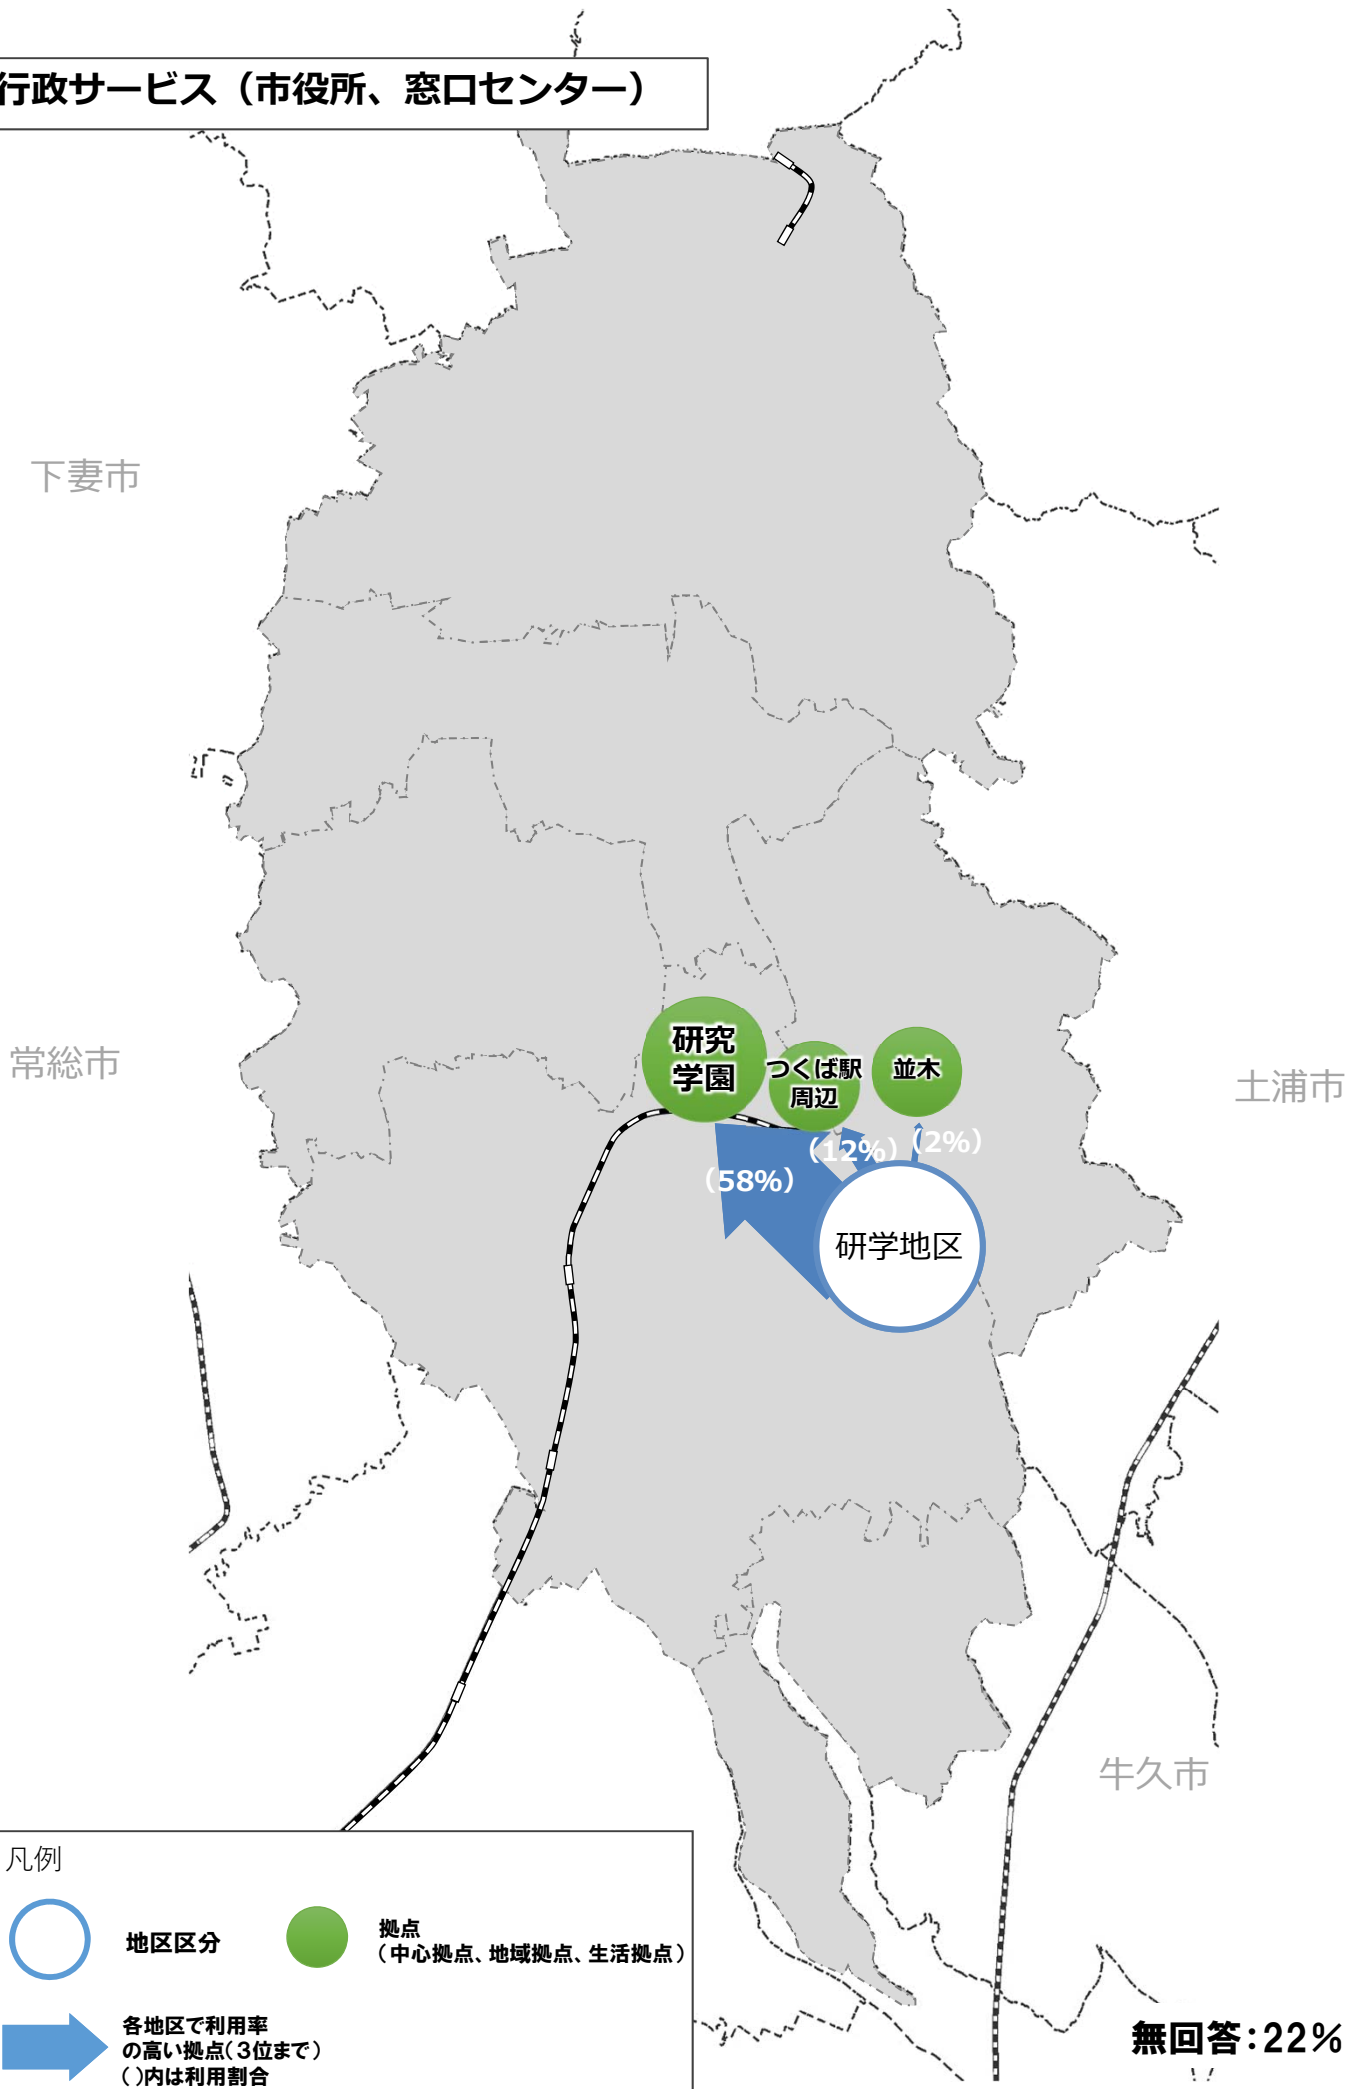 行政サービス（市役所、窓口センター）
下妻市
常総市
土浦市
牛久市
研究
学園
つくば駅
周辺
並木
（58%）
（12%）
（2%）
研学地区
凡例
地区区分
拠点
（中心拠点、地域拠点、生活拠点）
各地区で利用率
の高い拠点（3位まで）
（ ）内は利用割合
無回答：22%